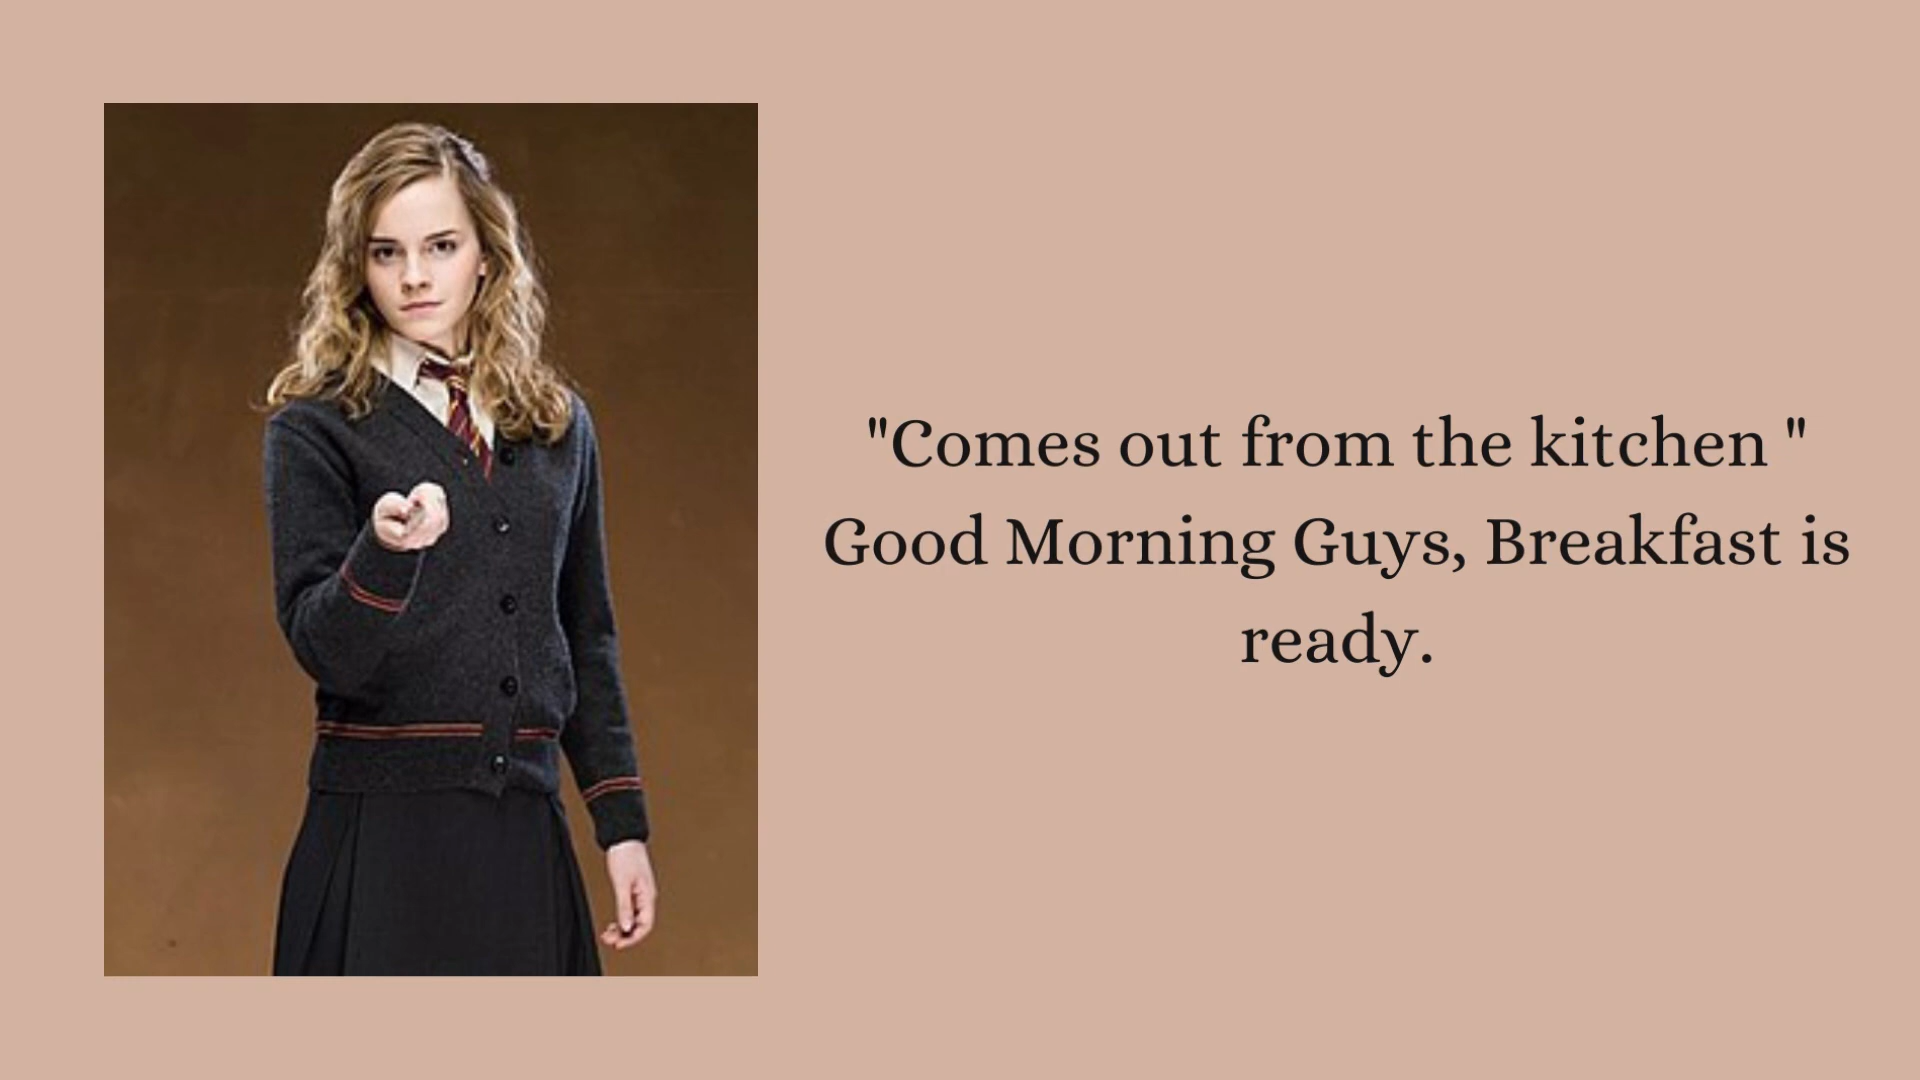 "Comes out from the kitchen "
Good Morning Guys, Breakfast is
ready.